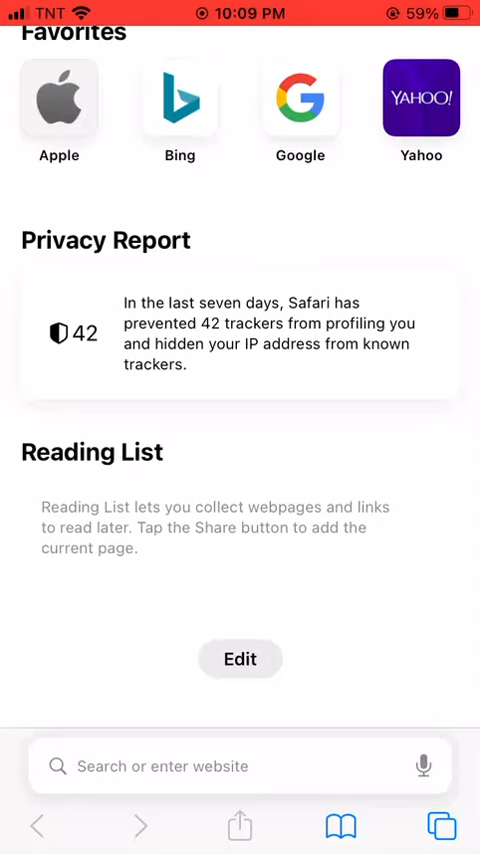 TNT 10:09 PM 59%
Favorites
YAHOO!
Apple Bing Google Yahoo
Privacy Report
42
In the last seven days, Safari has
prevented 42 trackers from profiling you
and hidden your IP address from known
trackers.
Reading List
Reading List lets you collect webpages and links
to read later. Tap the Share button to add the
current page.
Edit
Search or enter website